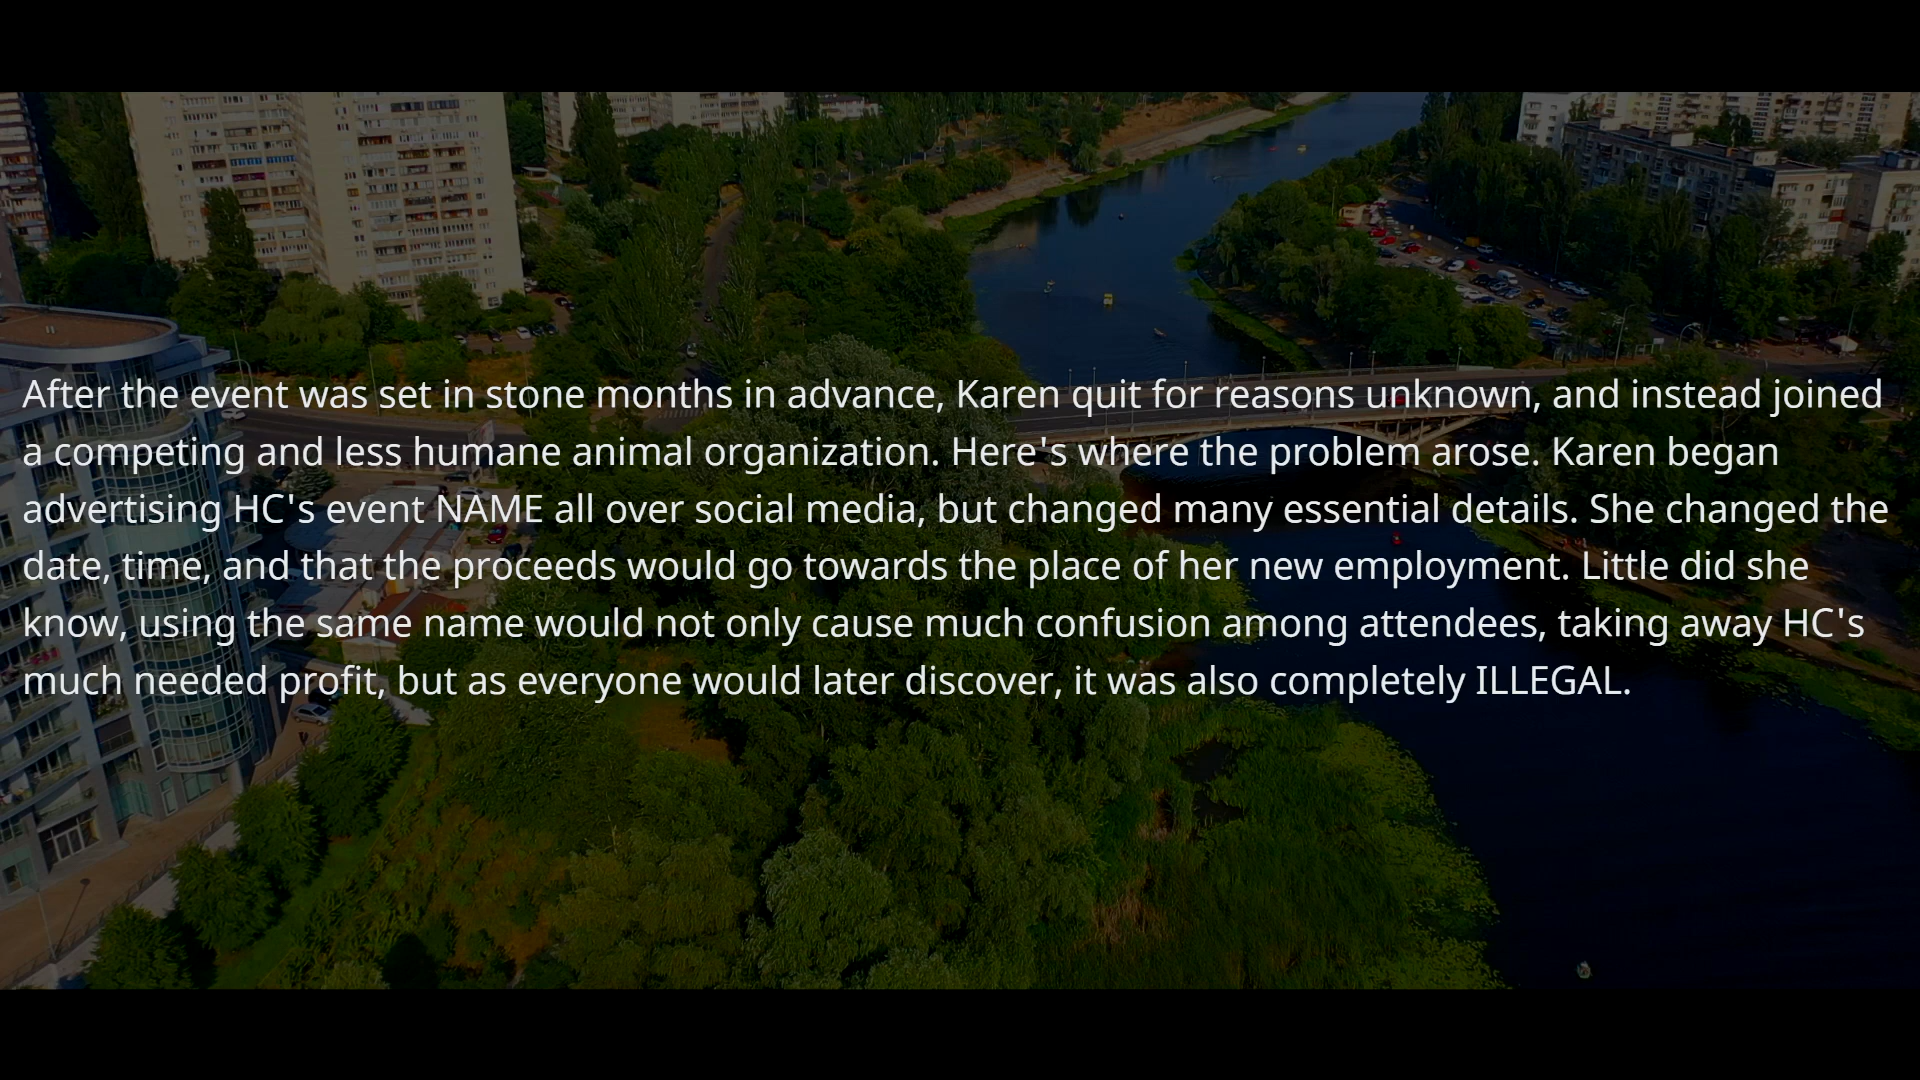 After the event was set in stone months in advance, Karen quit for reasons unknown, and instead joined
a competing and less humane animal organization. Here's where the problem arose. Karen began
advertising HC's event NAME all over social media, but changed many essential details. She changed the
date, time, and that the proceeds would go towards the place of her new employment. Little did she
know, using the same name would not only cause much confusion among attendees, taking away HC's
much needed profit, but as everyone would later discover, it was also completely ILLEGAL.